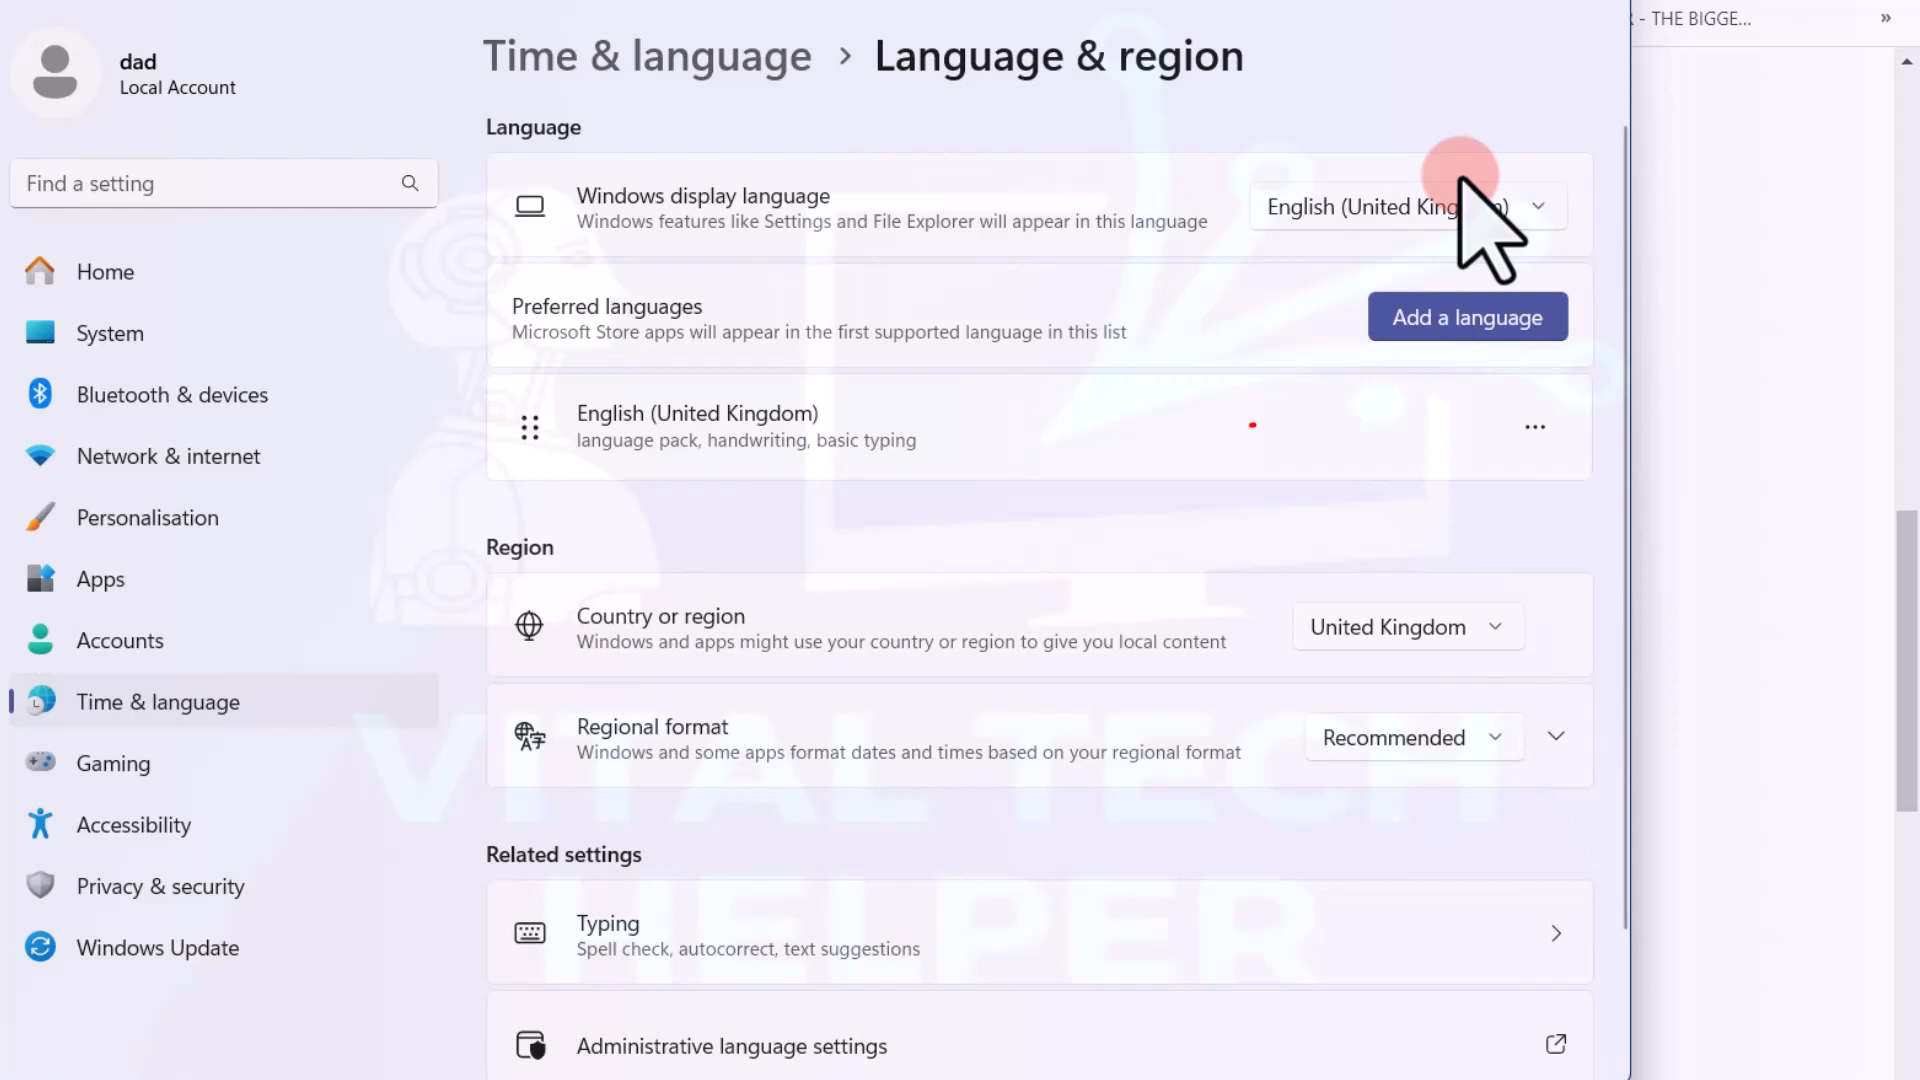 dad
Local Account
Find a setting
Home
System
Bluetooth & devices
Network & internet
Personalisation
Apps
Accounts
Time & language
Gaming
Accessibility
Privacy & security
Windows Update
Time & language > Language & region
Language
Windows display language
Windows features like Settings and File Explorer will appear in this language
English (United King
Preferred languages
Microsoft Store apps will appear in the first supported language in this list
Add a language
English (United Kingdom)
language pack, handwriting, basic typing
Region
Country or region
Windows and apps might use your country or region to give you local content
United Kingdom
Regional format
Windows and some apps format dates and times based on your regional format
Recommended
Related settings
Typing
Spell check, autocorrect, text suggestions
Administrative language settings
- THE BIGGE...
VITAL TECH
HELPER